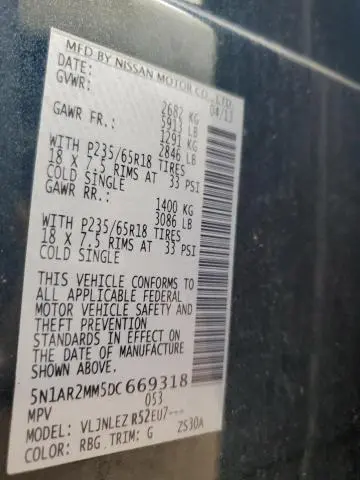 MFD BY NISSAN MOTOR CO., LTD.
DATE: 04/13
GVWR: 2682 KG
5913 LB
GAWR FR.: 1291 KG
2846 LB
WITH P235/65R18 TIRES
18 X 7.5 RIMS AT 33 PSI
COLD SINGLE
GAWR RR.: 1400 KG
3086 LB
WITH P235/65R18 TIRES
18 X 7.5 RIMS AT 33 PSI
COLD SINGLE
THIS VEHICLE CONFORMS TO
ALL APPLICABLE FEDERAL
MOTOR VEHICLE SAFETY AND
THEFT PREVENTION
STANDARDS IN EFFECT ON
THE DATE OF MANUFACTURE
SHOWN ABOVE.
5N1AR2MM5DC669318
MPV 053
MODEL: VLJNLEZ R52EU7---
COLOR: RBG TRIM: G ZS30A